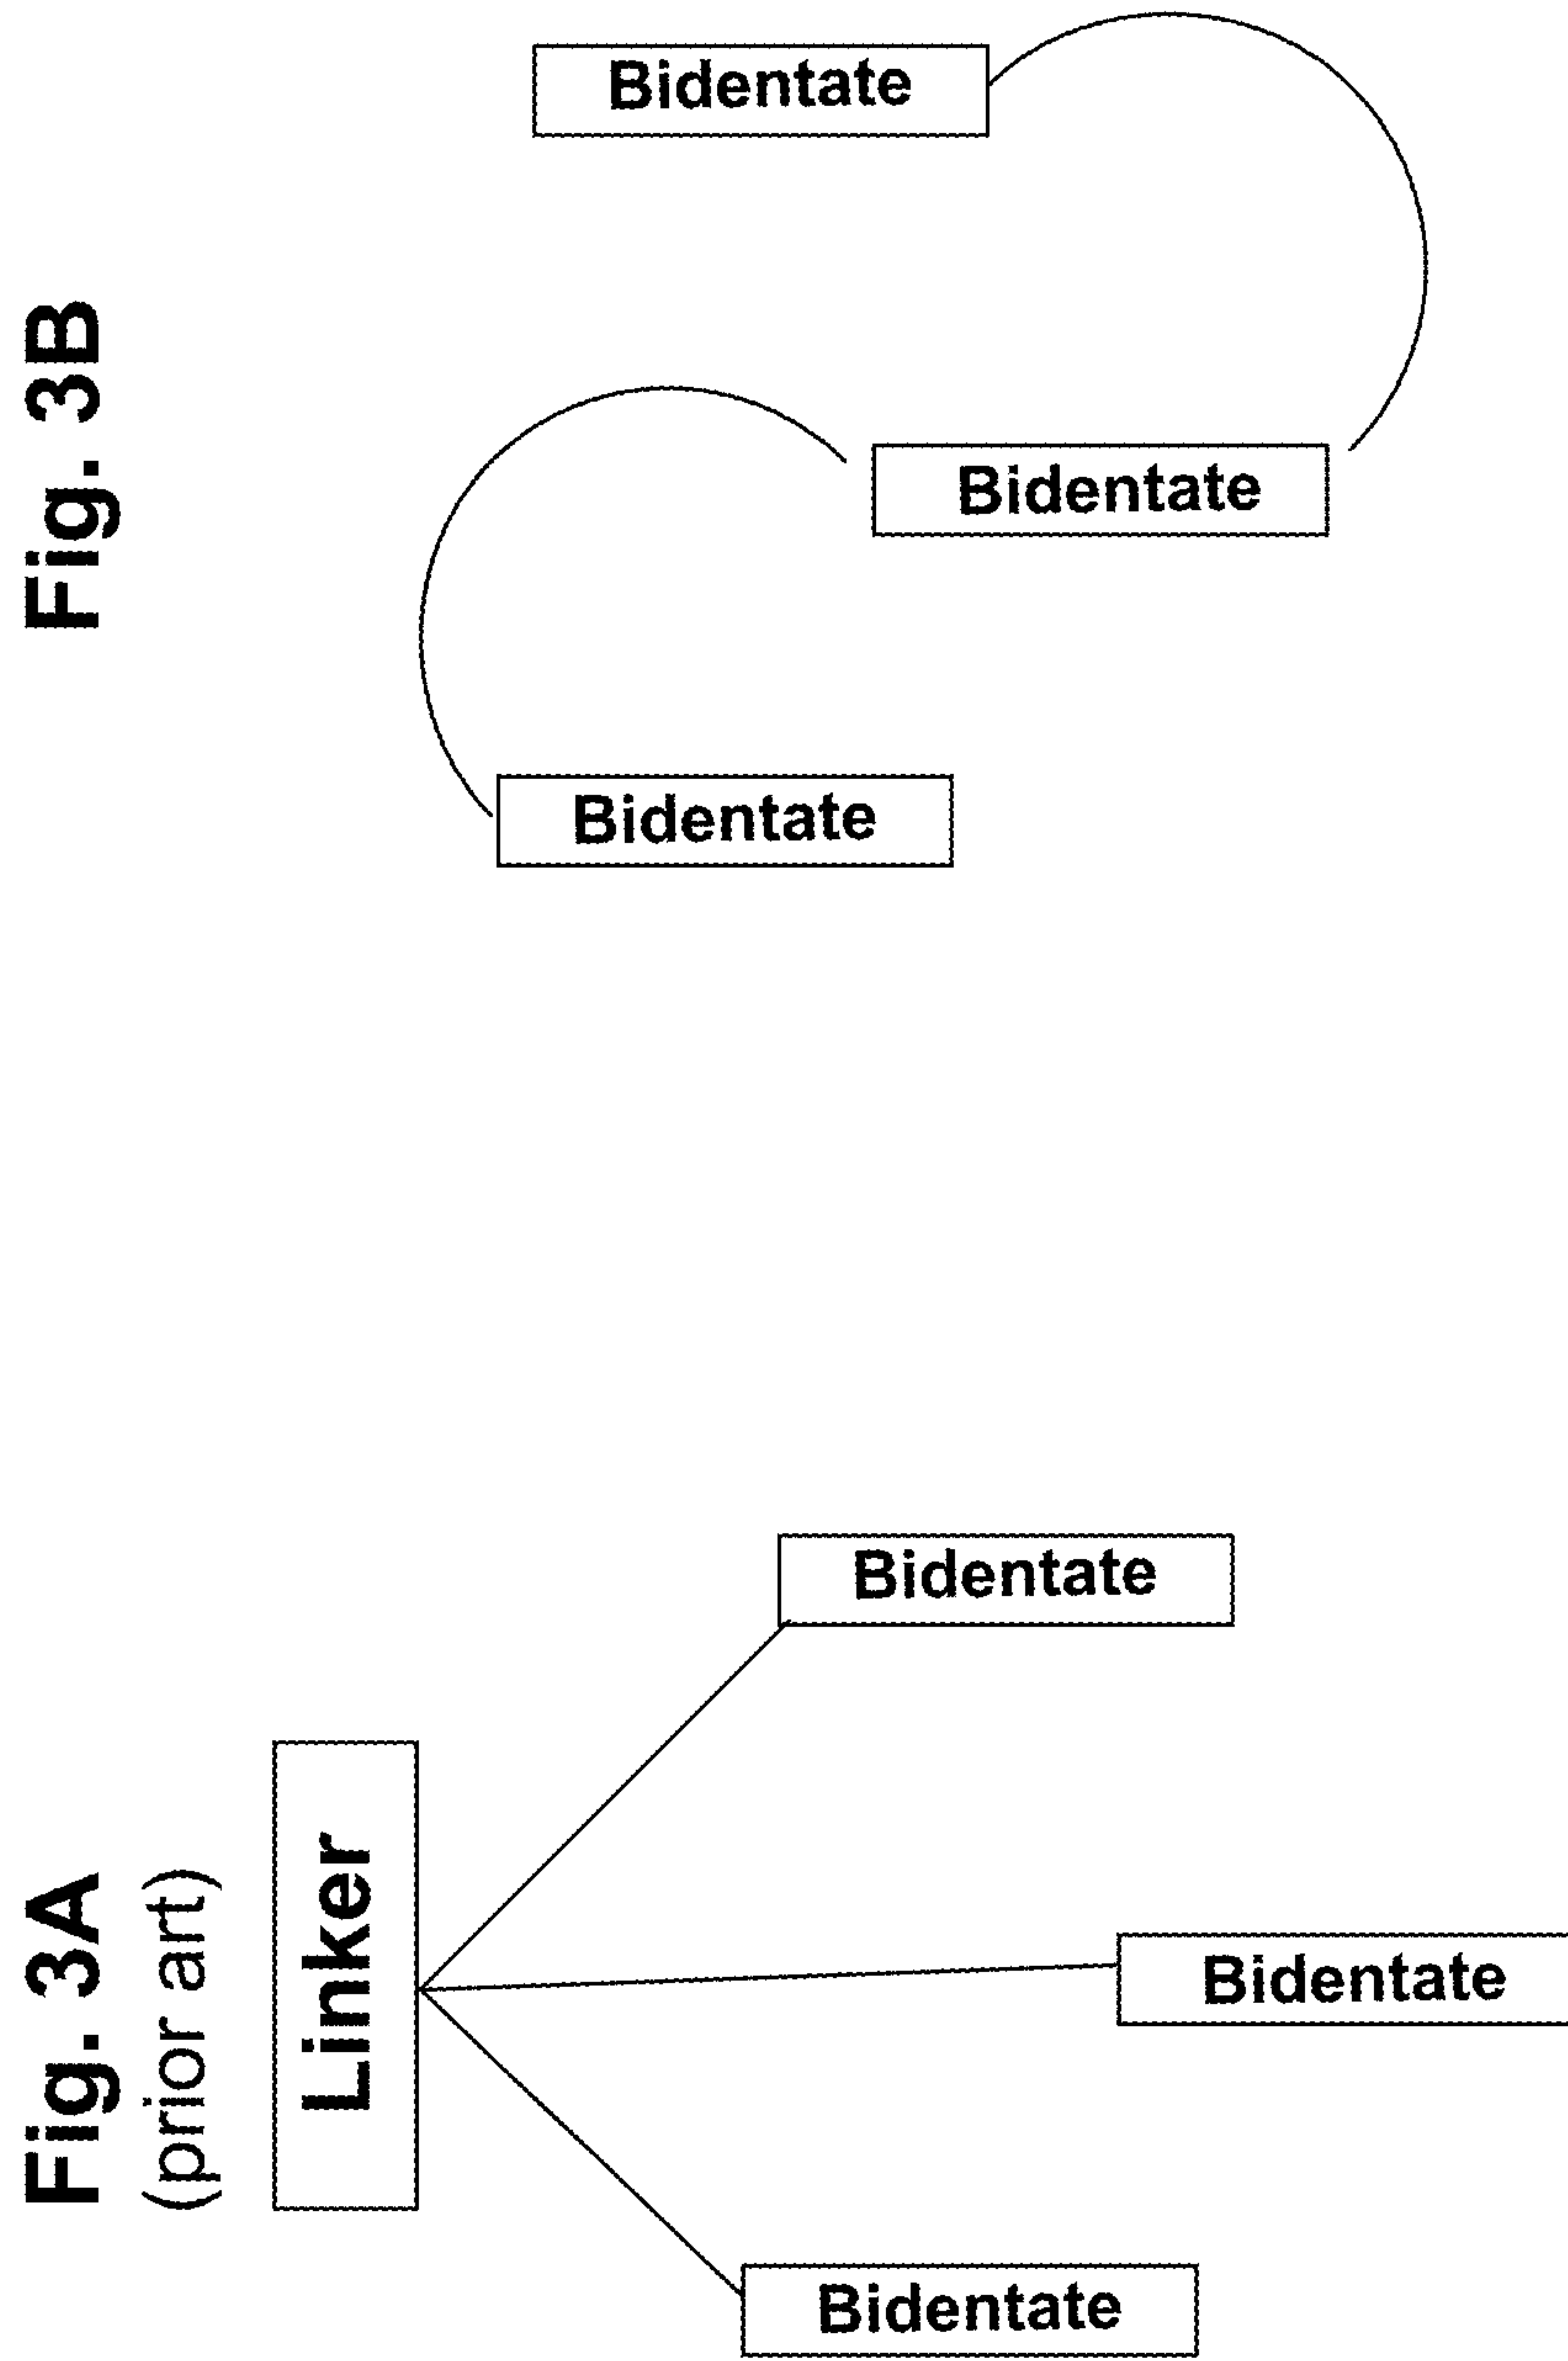 Fig. 3B
Bidentate
Bidentate
Bidentate
Fig. 3A
(prior art)
Linker
Bidentate
Bidentate
Bidentate